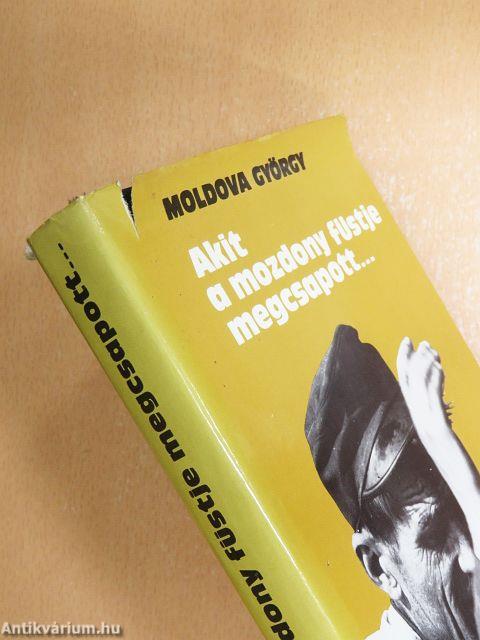 MOLDOVA GYÖRGY
Akit
a mozdony füstje
megcsapott...
dony füstje megcsapott...
Antikvárium.hu